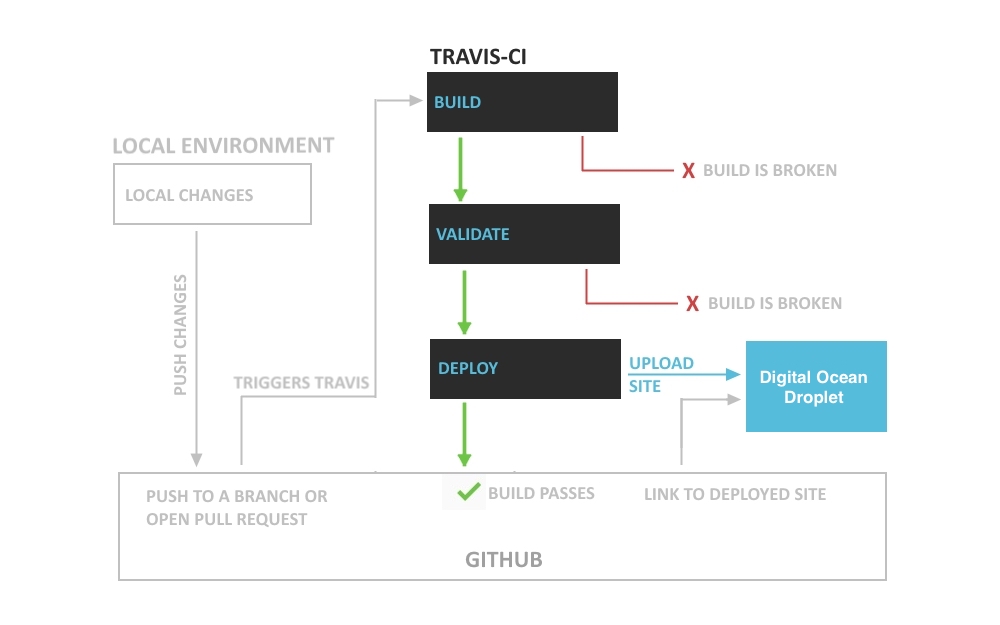 TRAVIS-CI
BUILD
LOCAL ENVIRONMENT
X BUILD IS BROKEN
LOCAL CHANGES
VALIDATE
PUSH CHANGES
X BUILD IS BROKEN
TRIGGERS TRAVIS
DEPLOY
UPLOAD
SITE
Digital Ocean
Droplet
PUSH TO A BRANCH OR
OPEN PULL REQUEST
BUILD PASSES
LINK TO DEPLOYED SITE
GITHUB